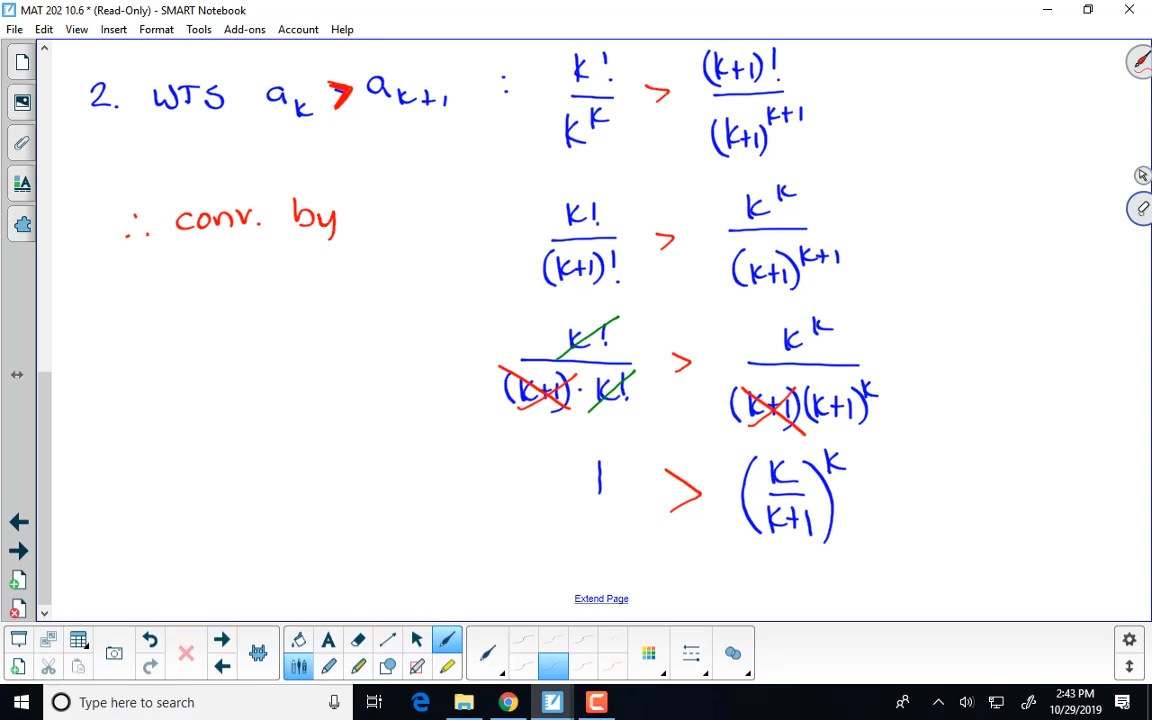 MAT 202 10.6 * (Read-Only) - SMART Notebook
File Edit View Insert Format Tools Add-ons Account Help
2. WTS a_k > a_{k+1} : k!/k^k > (k+1)!/(k+1)^{k+1}
∴ conv. by
k!/(k+1)! > k^k/(k+1)^{k+1}
k!/((k+1)·k!) > k^k/((k+1)(k+1)^k)
1 > (k/(k+1))^k
Extend Page
Type here to search
2:43 PM
10/29/2019